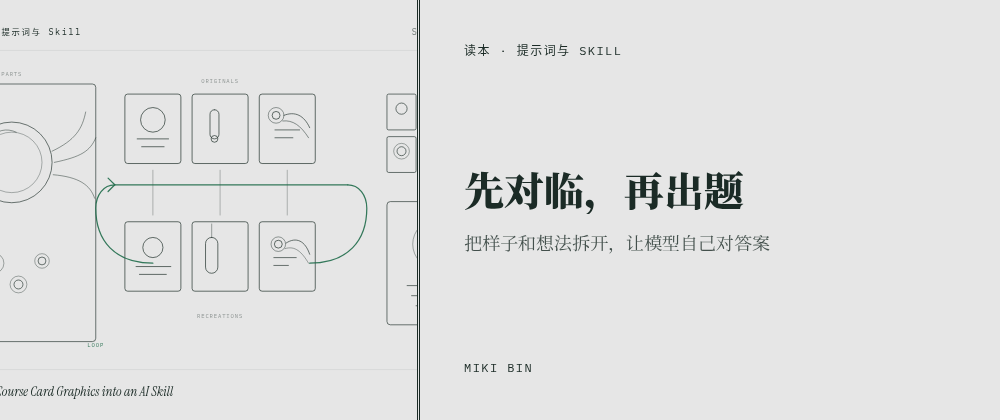 提示词与 Skill
S
PARTS
ORIGINALS
RECREATIONS
LOOP
Course Card Graphics into an AI Skill
读本 · 提示词与 SKILL
先对临，再出题
把样子和想法拆开，让模型自己对答案
MIKI BIN